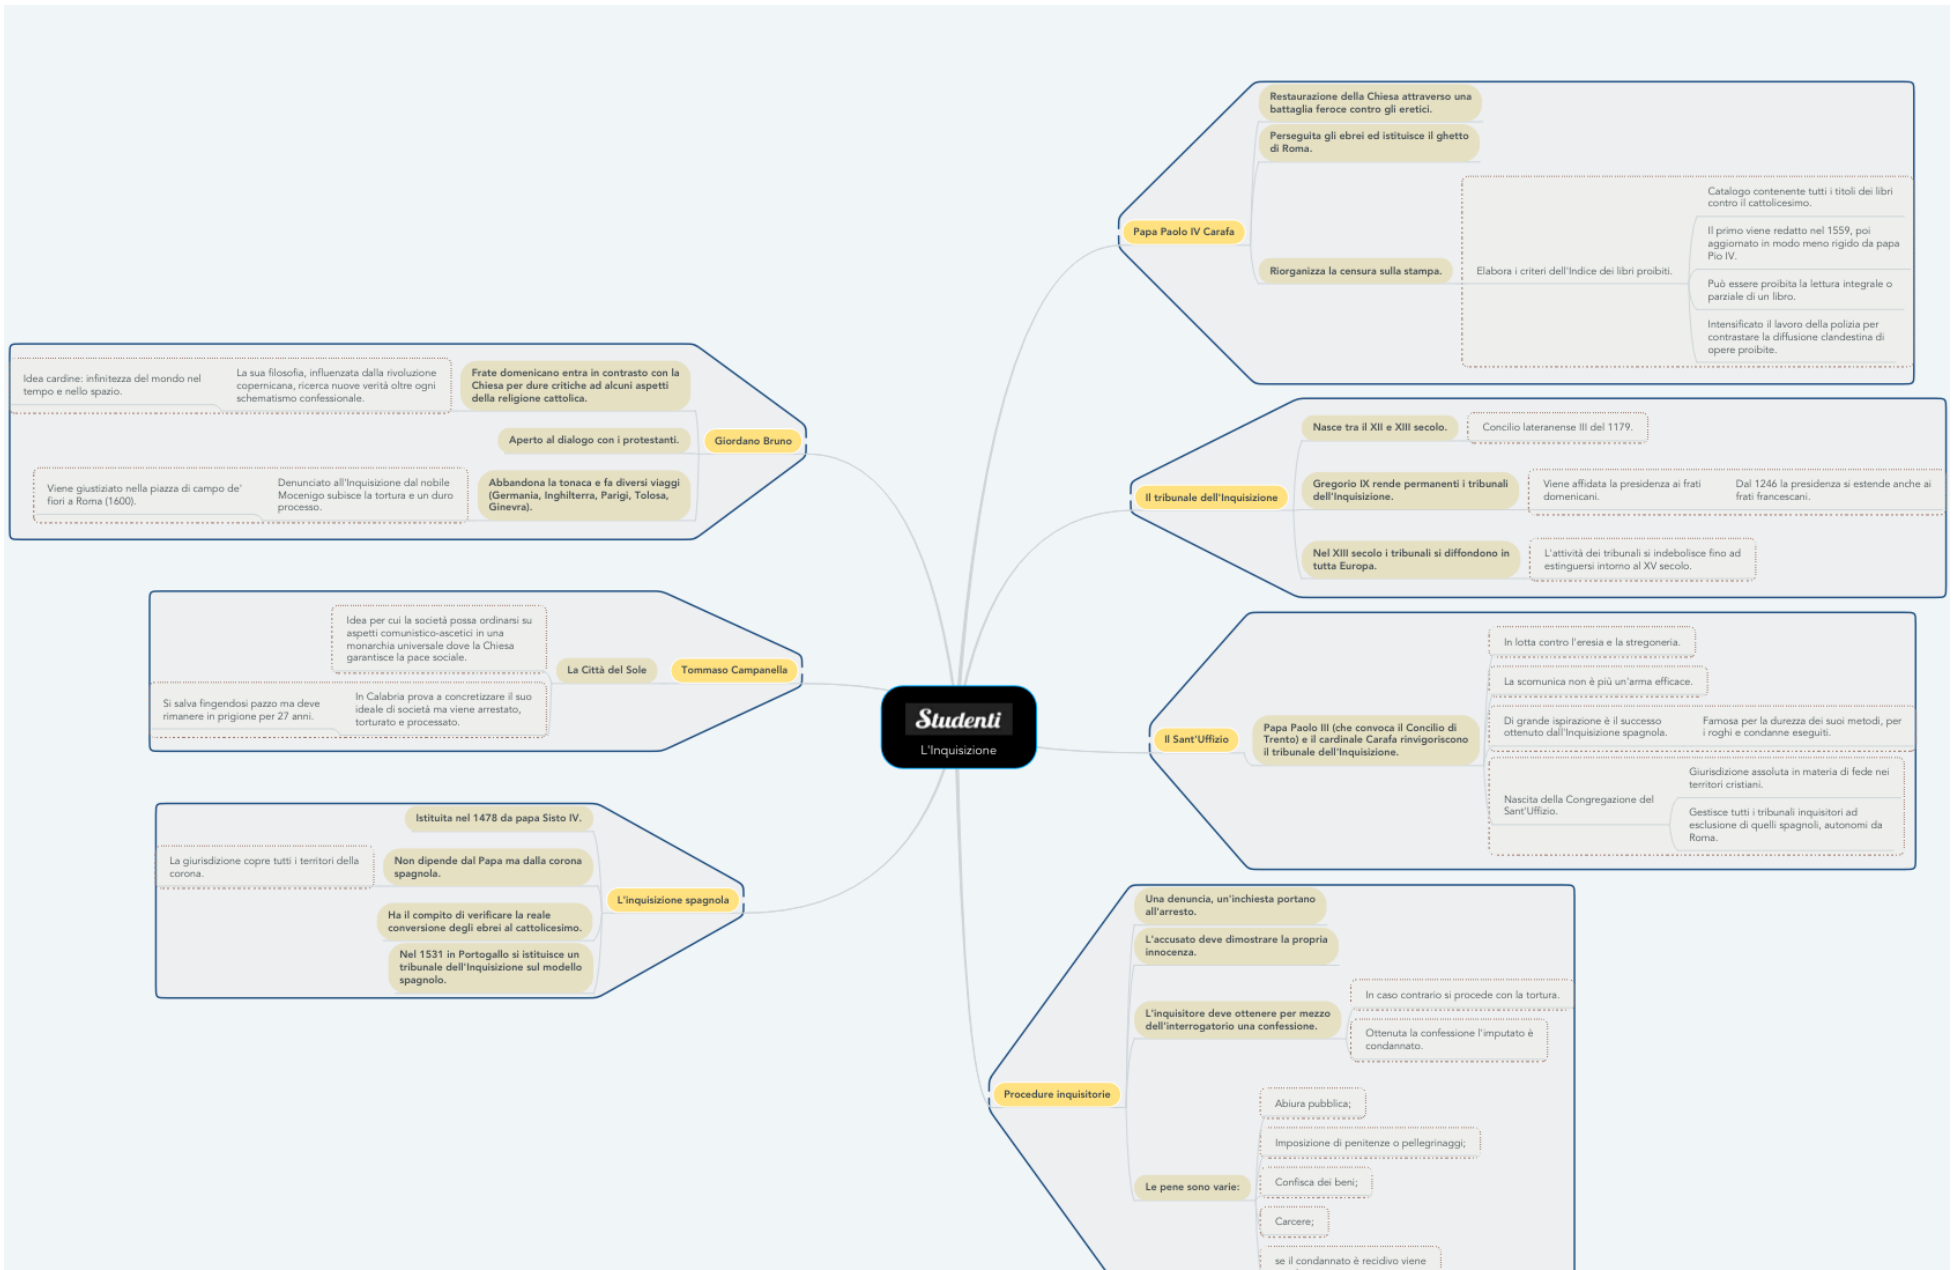 Restaurazione della Chiesa attraverso una
battaglia feroce contro gli eretici.
Perseguita gli ebrei ed istituisce il ghetto
di Roma.
Papa Paolo IV Carafa
Riorganizza la censura sulla stampa.
Elabora i criteri dell'Indice dei libri proibiti.
Catalogo contenente tutti i titoli dei libri
contro il cattolicesimo.
Il primo viene redatto nel 1559, poi
aggiornato in modo meno rigido da papa
Pio IV.
Può essere proibita la lettura integrale o
parziale di un libro.
Intensificato il lavoro della polizia per
contrastare la diffusione clandestina di
opere proibite.
Idea cardine: infinitezza del mondo nel
tempo e nello spazio.
La sua filosofia, influenzata dalla rivoluzione
copernicana, ricerca nuove verità oltre ogni
schematismo confessionale.
Frate domenicano entra in contrasto con la
Chiesa per dure critiche ad alcuni aspetti
della religione cattolica.
Aperto al dialogo con i protestanti.
Giordano Bruno
Viene giustiziato nella piazza di campo de'
fiori a Roma (1600).
Denunciato all'Inquisizione dal nobile
Mocenigo subisce la tortura e un duro
processo.
Abbandona la tonaca e fa diversi viaggi
(Germania, Inghilterra, Parigi, Tolosa,
Ginevra).
Nasce tra il XII e XIII secolo.
Concilio lateranense III del 1179.
Il tribunale dell'Inquisizione
Gregorio IX rende permanenti i tribunali
dell'Inquisizione.
Viene affidata la presidenza ai frati
domenicani.
Dal 1246 la presidenza si estende anche ai
frati francescani.
Nel XIII secolo i tribunali si diffondono in
tutta Europa.
L'attività dei tribunali si indebolisce fino ad
estinguersi intorno al XV secolo.
Idea per cui la società possa ordinarsi su
aspetti comunistico-ascetici in una
monarchia universale dove la Chiesa
garantisce la pace sociale.
La Città del Sole
Tommaso Campanella
Si salva fingendosi pazzo ma deve
rimanere in prigione per 27 anni.
In Calabria prova a concretizzare il suo
ideale di società ma viene arrestato,
torturato e processato.
Studenti
L'Inquisizione
Il Sant'Uffizio
Papa Paolo III (che convoca il Concilio di
Trento) e il cardinale Carafa rinvigoriscono
il tribunale dell'Inquisizione.
In lotta contro l'eresia e la stregoneria.
La scomunica non è più un'arma efficace.
Di grande ispirazione è il successo
ottenuto dall'Inquisizione spagnola.
Famosa per la durezza dei suoi metodi, per
i roghi e condanne eseguiti.
Nascita della Congregazione del
Sant'Uffizio.
Giurisdizione assoluta in materia di fede nei
territori cristiani.
Gestisce tutti i tribunali inquisitori ad
esclusione di quelli spagnoli, autonomi da
Roma.
Istituita nel 1478 da papa Sisto IV.
La giurisdizione copre tutti i territori della
corona.
Non dipende dal Papa ma dalla corona
spagnola.
L'inquisizione spagnola
Ha il compito di verificare la reale
conversione degli ebrei al cattolicesimo.
Nel 1531 in Portogallo si istituisce un
tribunale dell'Inquisizione sul modello
spagnolo.
Una denuncia, un'inchiesta portano
all'arresto.
L'accusato deve dimostrare la propria
innocenza.
L'inquisitore deve ottenere per mezzo
dell'interrogatorio una confessione.
In caso contrario si procede con la tortura.
Ottenuta la confessione l'imputato è
condannato.
Procedure inquisitorie
Le pene sono varie:
Abiura pubblica;
Imposizione di penitenze o pellegrinaggi;
Confisca dei beni;
Carcere;
se il condannato è recidivo viene